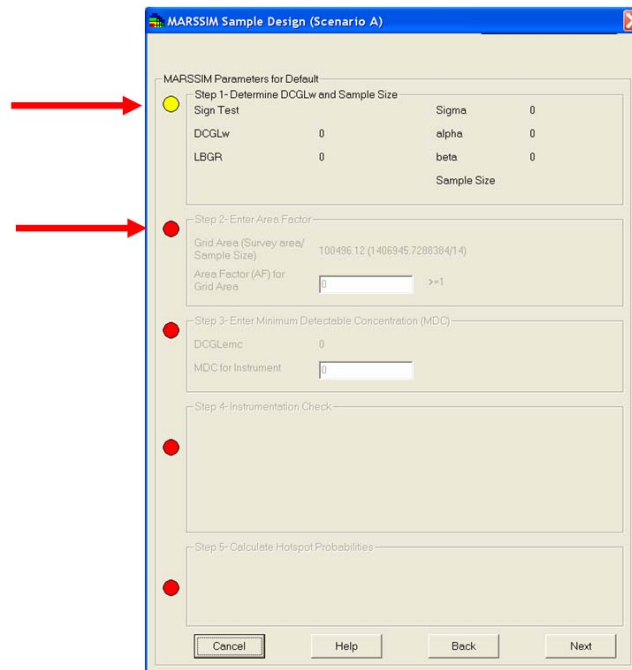 MARSSIM Sample Design (Scenario A)
MARSSIM Parameters for Default
Step 1- Determine DCGLw and Sample Size
Sign Test Sigma 0
DCGLw 0 alpha 0
LBGR 0 beta 0
Sample Size
Step 2- Enter Area Factor
Grid Area (Survey area/
Sample Size) 100496.12 (1406945.7288384/14)
Area Factor (AF) for
Grid Area 0 >=1
Step 3- Enter Minimum Detectable Concentration (MDC)
DCGLemc 0
MDC for Instrument 0
Step 4- Instrumentation Check
Step 5- Calculate Hotspot Probabilities
Cancel Help Back Next